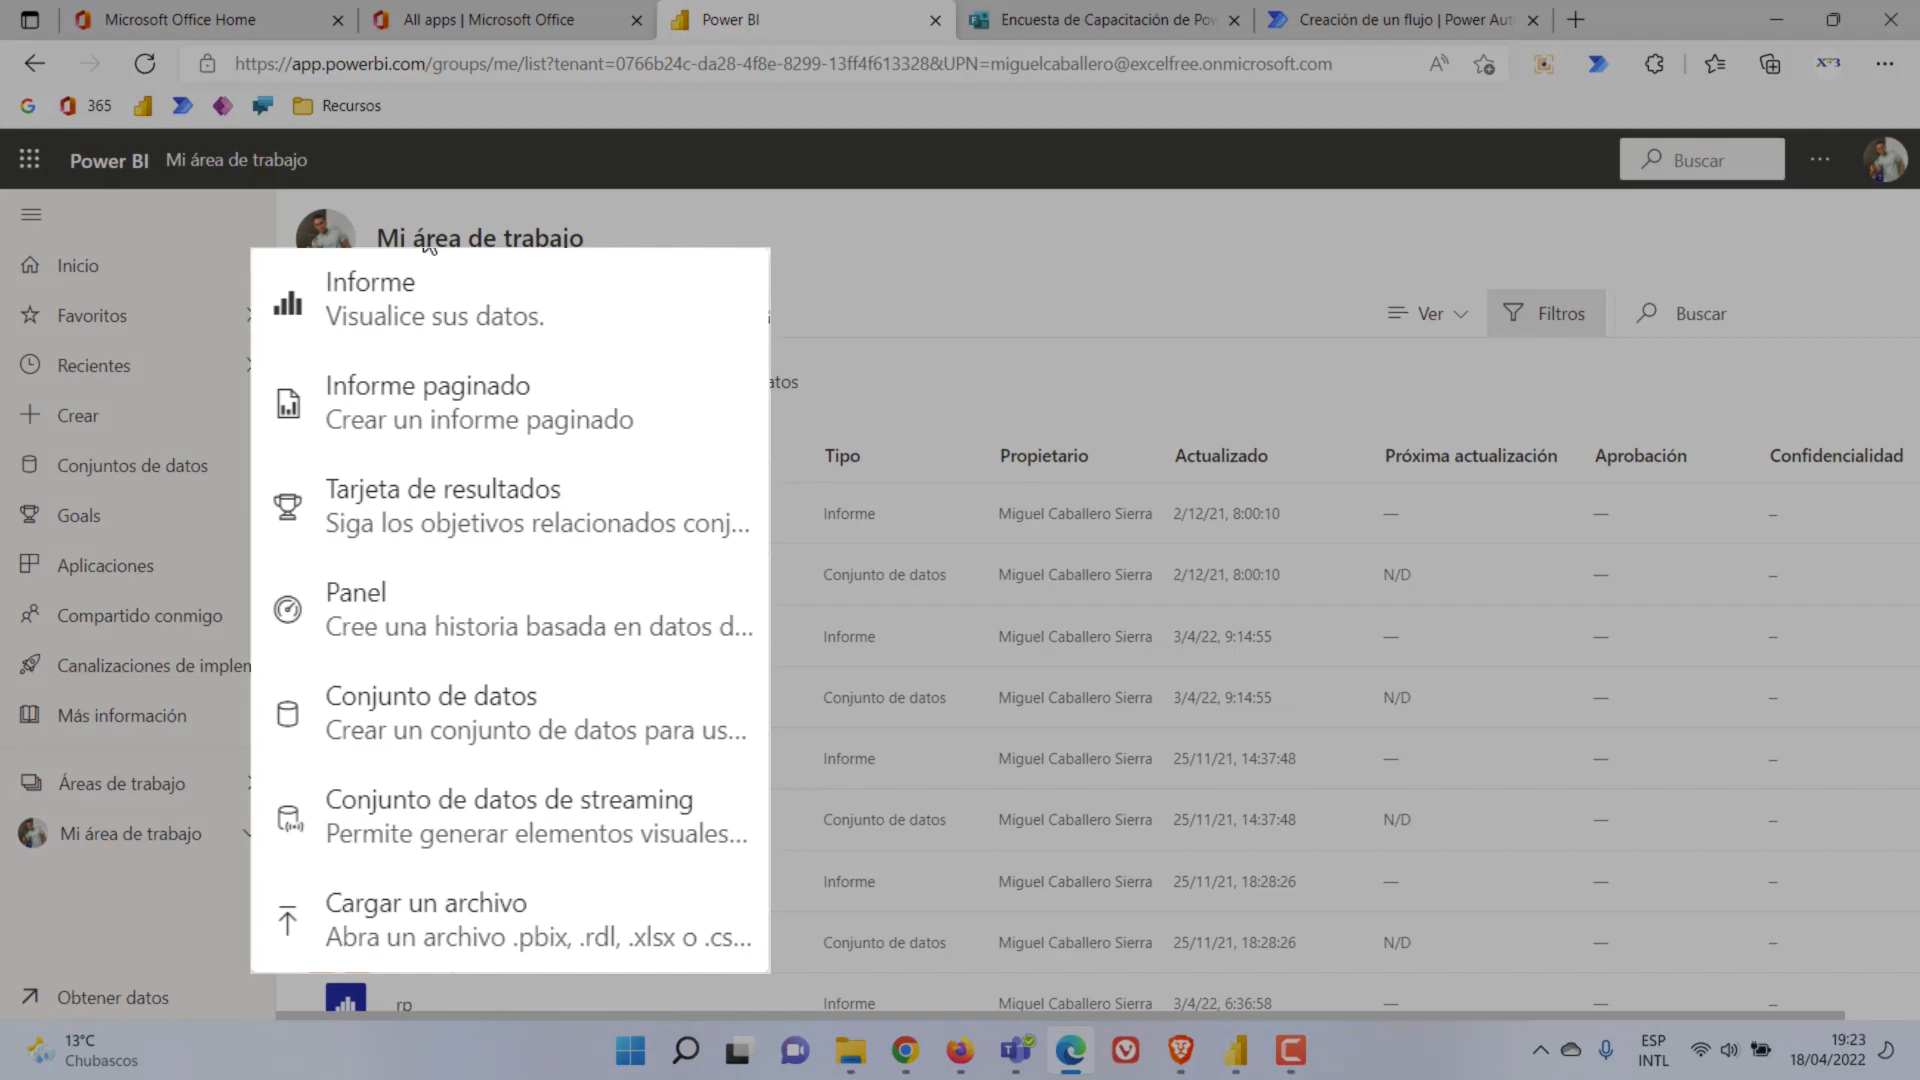 Microsoft Office Home
All apps | Microsoft Office
Power BI
Encuesta de Capacitación de Pow
Creación de un flujo | Power Aut
https://app.powerbi.com/groups/me/list?tenant=0766b24c-da28-4f8e-8299-13ff4f613328&UPN=miguelcaballero@excelfree.onmicrosoft.com
365
Recursos
Power BI Mi área de trabajo
Buscar
Mi área de trabajo
Inicio
Favoritos
Recientes
Crear
Conjuntos de datos
Goals
Aplicaciones
Compartido conmigo
Canalizaciones de implen
Más información
Áreas de trabajo
Mi área de trabajo
Obtener datos
Informe
Visualice sus datos.
Informe paginado
Crear un informe paginado
Tarjeta de resultados
Siga los objetivos relacionados conj...
Panel
Cree una historia basada en datos d...
Conjunto de datos
Crear un conjunto de datos para us...
Conjunto de datos de streaming
Permite generar elementos visuales...
Cargar un archivo
Abra un archivo .pbix, .rdl, .xlsx o .cs...
Ver Filtros Buscar
atos
Tipo Propietario Actualizado Próxima actualización Aprobación Confidencialidad
Informe Miguel Caballero Sierra 2/12/21, 8:00:10 — — –
Conjunto de datos Miguel Caballero Sierra 2/12/21, 8:00:10 N/D — –
Informe Miguel Caballero Sierra 3/4/22, 9:14:55 — — –
Conjunto de datos Miguel Caballero Sierra 3/4/22, 9:14:55 N/D — –
Informe Miguel Caballero Sierra 25/11/21, 14:37:48 — — –
Conjunto de datos Miguel Caballero Sierra 25/11/21, 14:37:48 N/D — –
Informe Miguel Caballero Sierra 25/11/21, 18:28:26 — — –
Conjunto de datos Miguel Caballero Sierra 25/11/21, 18:28:26 N/D — –
rp Informe Miguel Caballero Sierra 3/4/22, 6:36:58 — — –
13°C
Chubascos
ESP
INTL
19:23
18/04/2022